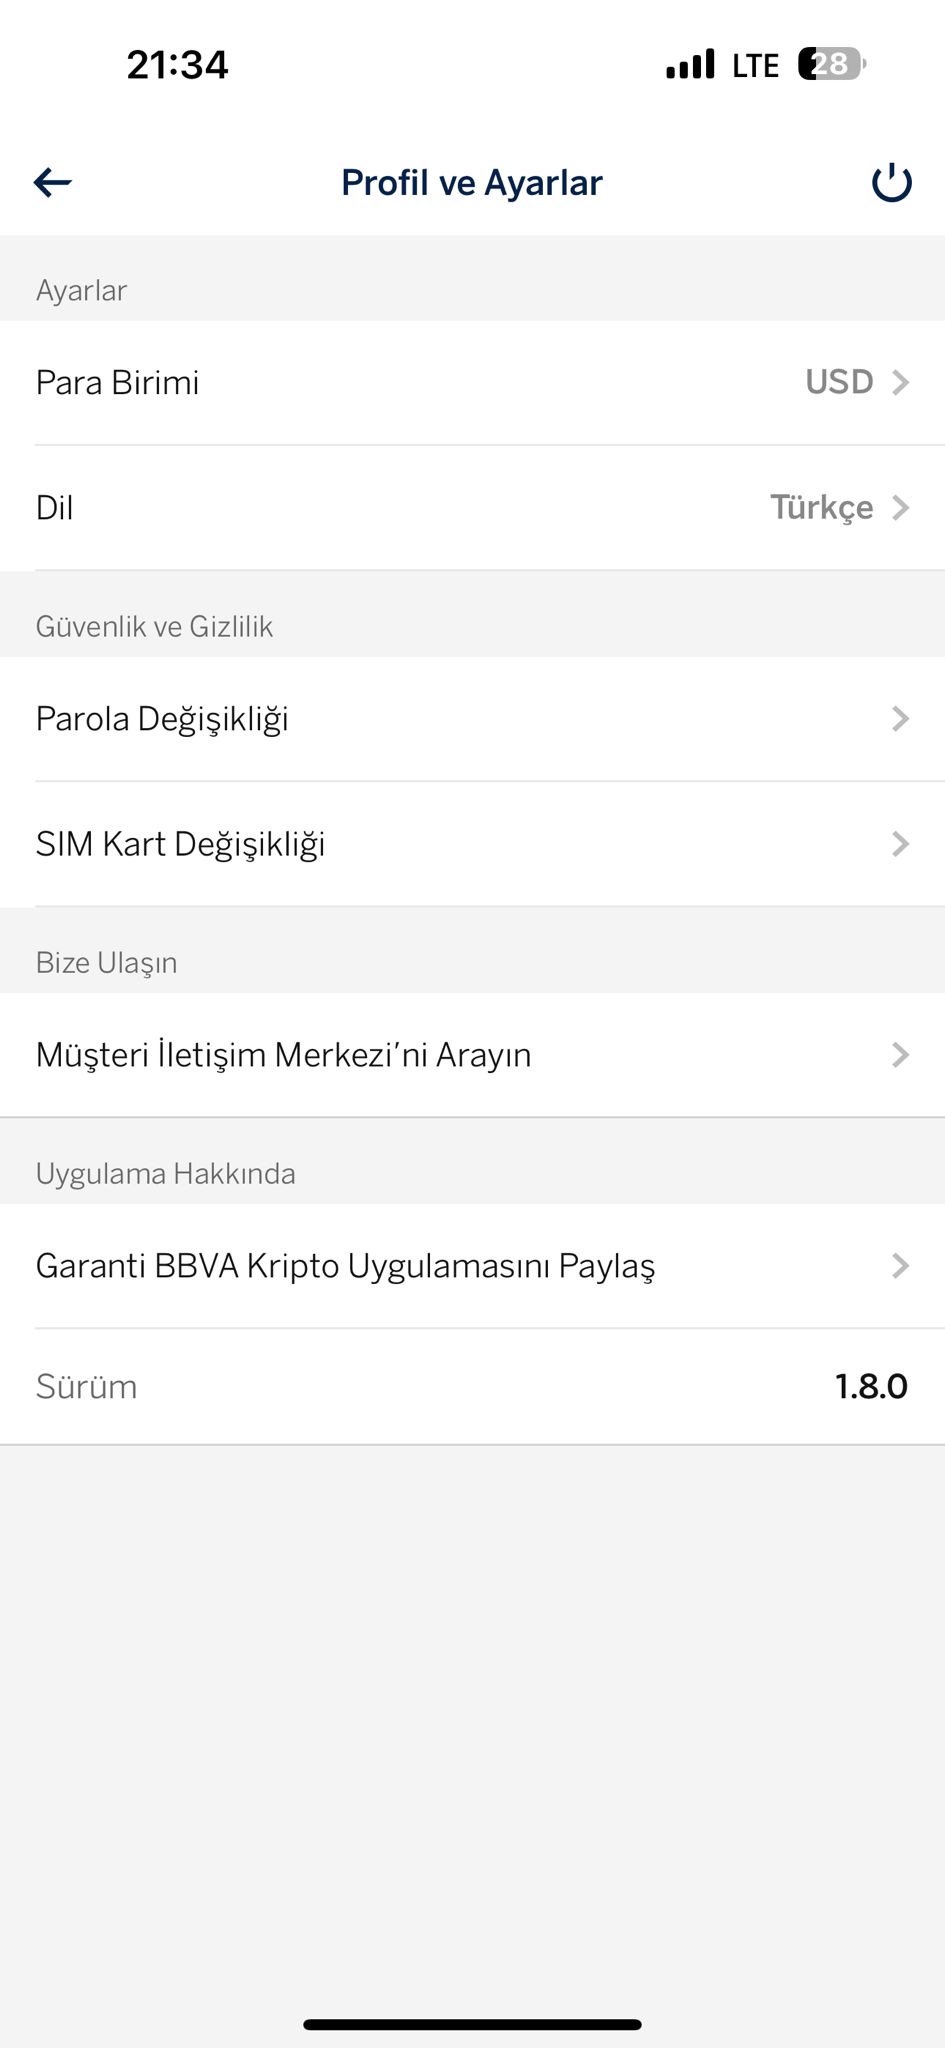 21:34
LTE 28
Profil ve Ayarlar
Ayarlar
Para Birimi USD
Dil Türkçe
Güvenlik ve Gizlilik
Parola Değişikliği
SIM Kart Değişikliği
Bize Ulaşın
Müşteri İletişim Merkezi'ni Arayın
Uygulama Hakkında
Garanti BBVA Kripto Uygulamasını Paylaş
Sürüm 1.8.0